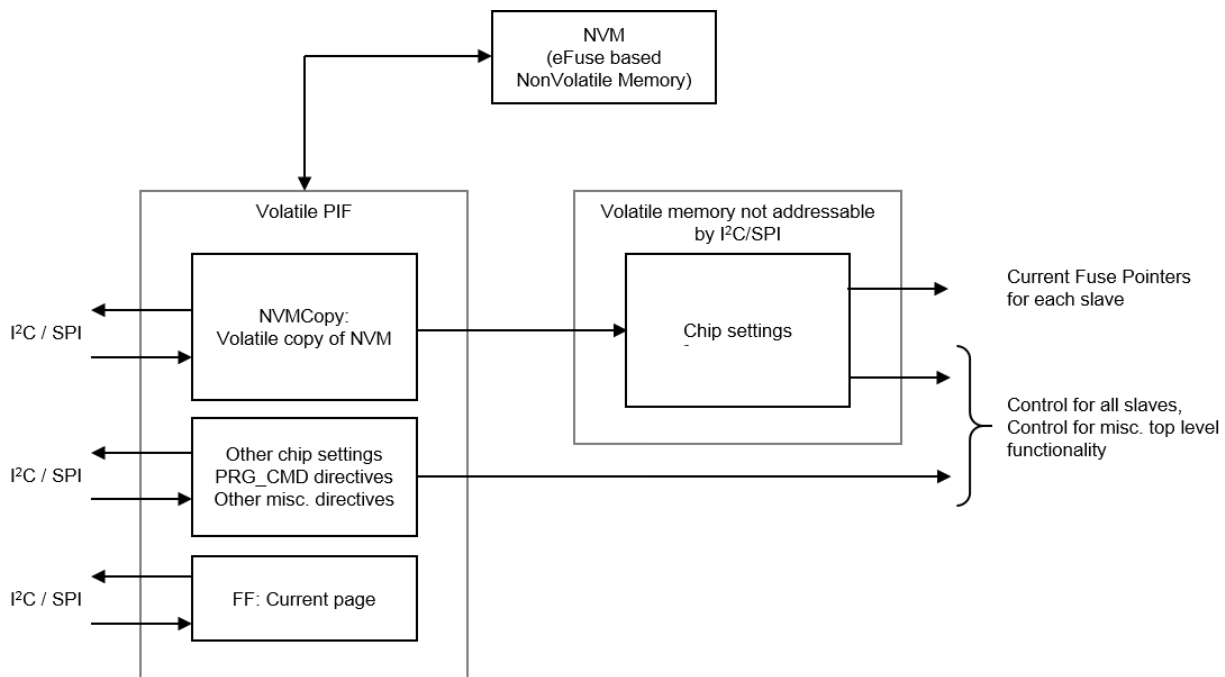 NVM
(eFuse based
NonVolatile Memory)
Volatile PIF
Volatile memory not addressable
by I²C/SPI
NVMCopy:
Volatile copy of NVM
I²C / SPI
Chip settings
Current Fuse Pointers
for each slave
Other chip settings
PRG_CMD directives
Other misc. directives
I²C / SPI
Control for all slaves,
Control for misc. top level
functionality
FF: Current page
I²C / SPI